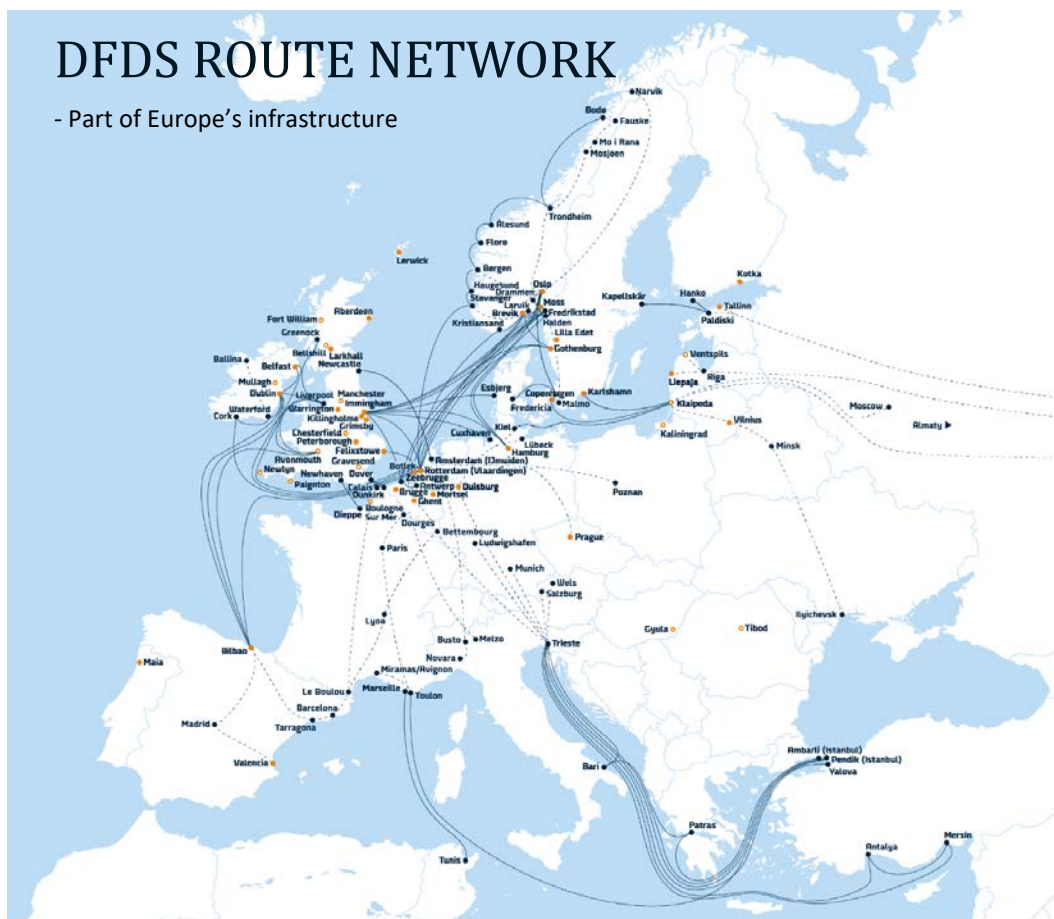 DFDS ROUTE NETWORK
- Part of Europe’s infrastructure
Narvik
Bodø
Fauske
Mo i Rana
Mosjøen
Trondheim
Ålesund
Florø
Bergen
Lerwick
Haugesund
Oslo
Drammen
Stavanger
Larvik
Moss
Brevik
Fredrikstad
Kristiansand
Halden
Lilla Edet
Gothenburg
Kapellskär
Hanko
Kotka
Tallinn
Paldiski
Fort William
Aberdeen
Greenock
Bellshill
Larkhall
Newcastle
Ballina
Belfast
Mullagh
Dublin
Liverpool
Manchester
Immingham
Warrington
Killingholme
Grimsby
Waterford
Cork
Chesterfield
Peterborough
Avonmouth
Felixstowe
Gravesend
Newlyn
Newhaven
Dover
Paignton
Esbjerg
Copenhagen
Karlshamn
Fredericia
Malmo
Ventspils
Liepaja
Riga
Klaipeda
Kaliningrad
Vilnius
Minsk
Moscow
Almaty
Kiel
Cuxhaven
Lübeck
Hamburg
Amsterdam (IJmuiden)
Botlek
Rotterdam (Vlaardingen)
Zeebrugge
Calais
Antwerp
Duisburg
Dunkirk
Brugge
Mortsel
Ghent
Dieppe
Boulogne
Sur Mer
Dourges
Poznan
Bettembourg
Ludwigshafen
Prague
Paris
Munich
Wels
Salzburg
Lyon
Busto
Melzo
Trieste
Gyula
Tibod
Ilyichevsk
Novara
Miramas/Avignon
Marseille
Toulon
Le Boulou
Barcelona
Tarragona
Bilbao
Maia
Madrid
Valencia
Bari
Ambarli (Istanbul)
Pendik (Istanbul)
Yalova
Patras
Tunis
Antalya
Mersin